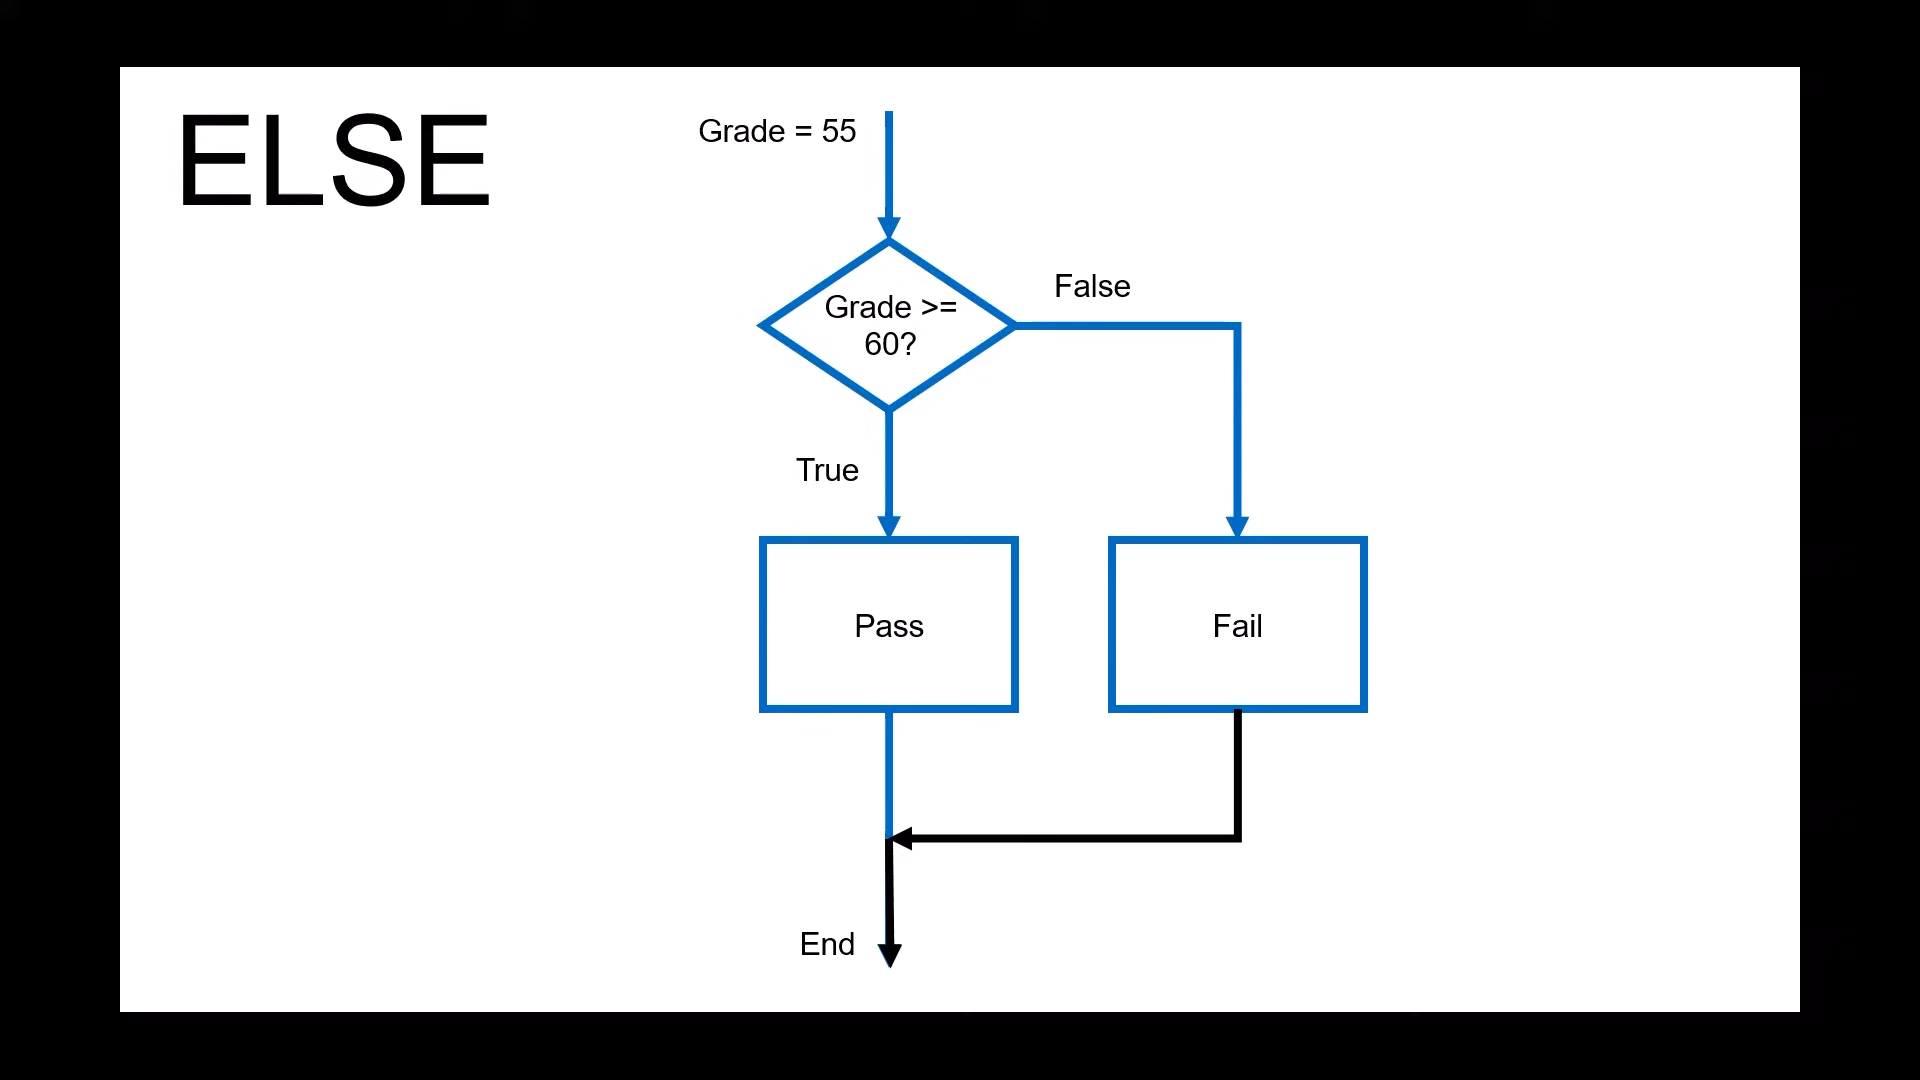 ELSE
Grade = 55
Grade >=
60?
False
True
Pass
Fail
End